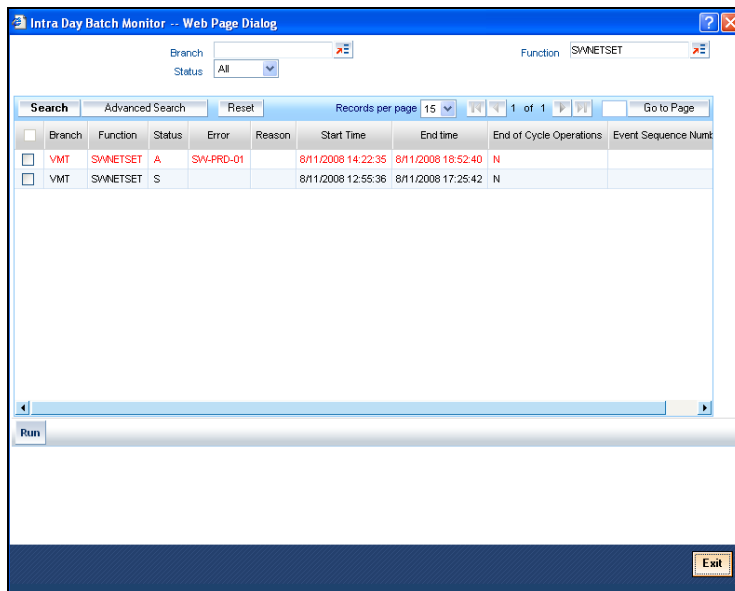 Intra Day Batch Monitor -- Web Page Dialog
Branch Function SWNETSET
Status All
Search Advanced Search Reset Records per page 15 1 of 1 Go to Page
Branch Function Status Error Reason Start Time End time End of Cycle Operations Event Sequence Numb
VMT SWNETSET A SW-PRD-01 8/11/2008 14:22:35 8/11/2008 18:52:40 N
VMT SWNETSET S 8/11/2008 12:55:36 8/11/2008 17:25:42 N
Run
Exit